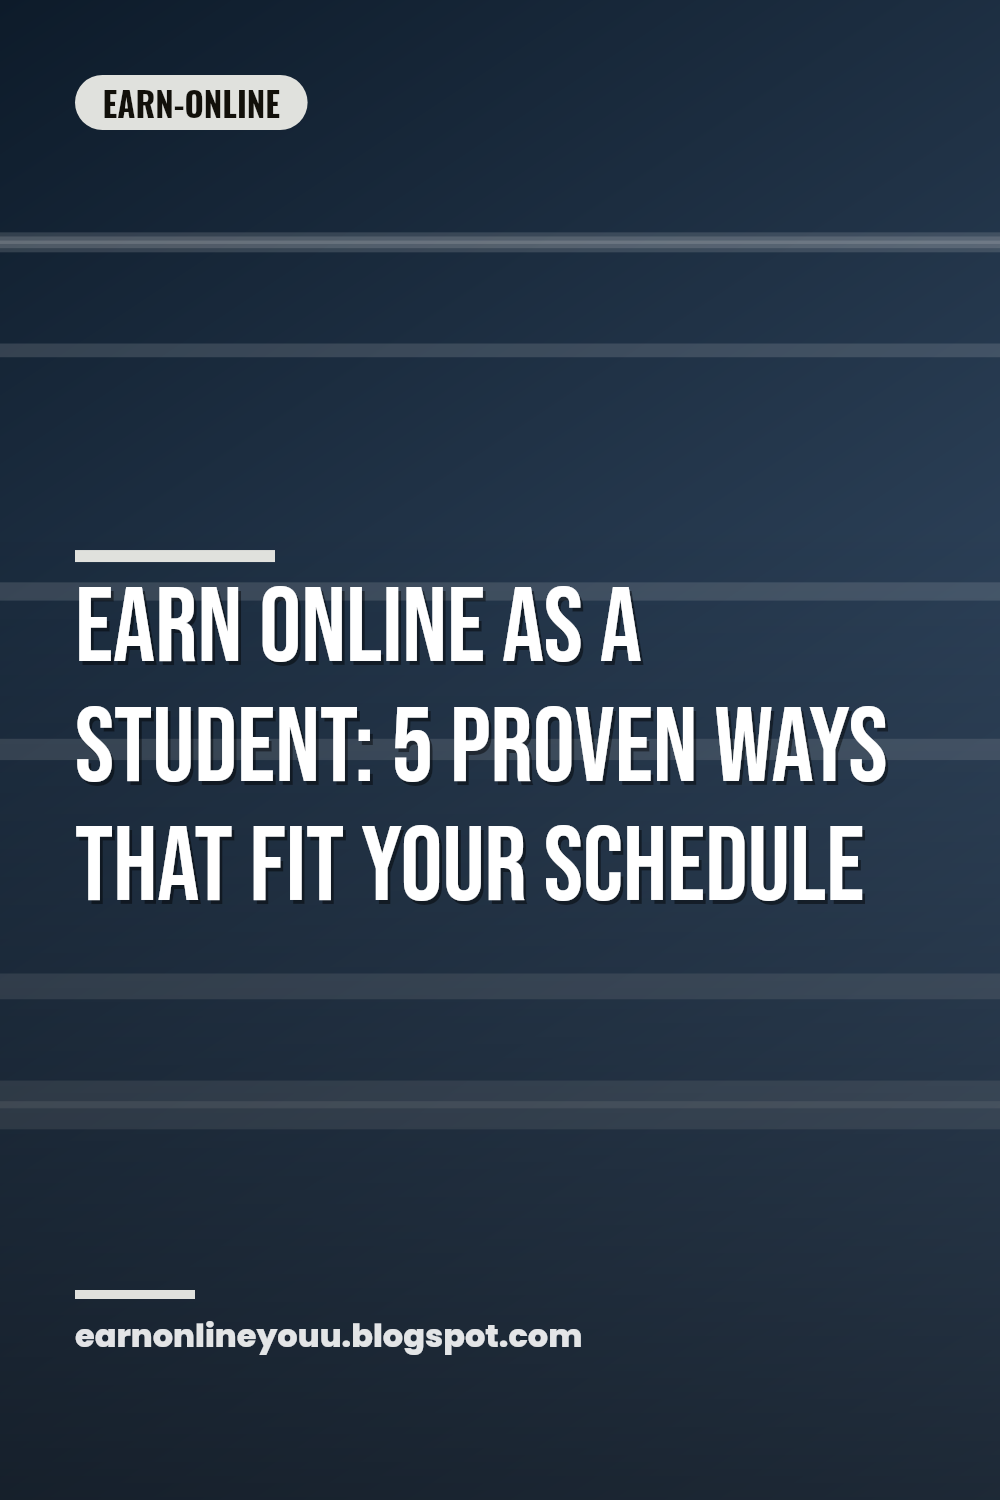 EARN-ONLINE
EARN ONLINE AS A
STUDENT: 5 PROVEN WAYS
THAT FIT YOUR SCHEDULE
earnonlineyouu.blogspot.com